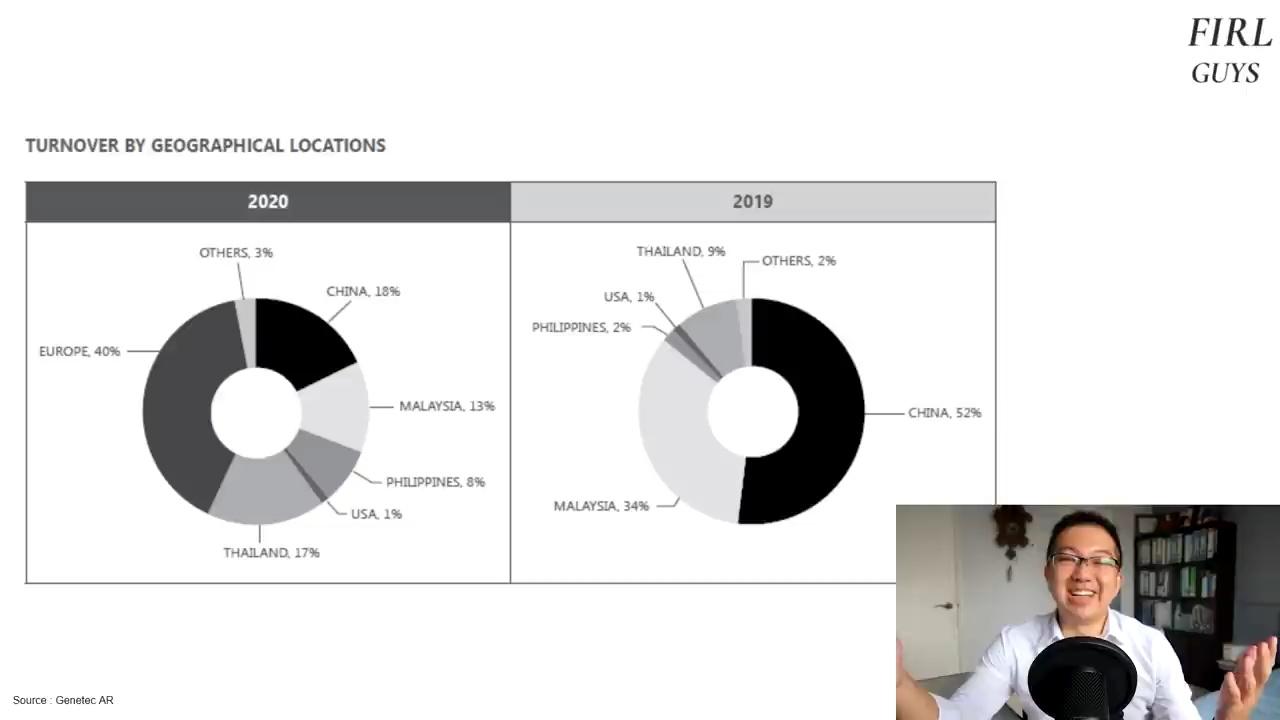 FIRL
GUYS
TURNOVER BY GEOGRAPHICAL LOCATIONS
2020
2019
OTHERS, 3%
CHINA, 18%
EUROPE, 40%
MALAYSIA, 13%
PHILIPPINES, 8%
USA, 1%
THAILAND, 17%
THAILAND, 9%
OTHERS, 2%
USA, 1%
PHILIPPINES, 2%
CHINA, 52%
MALAYSIA, 34%
Source : Genetec AR